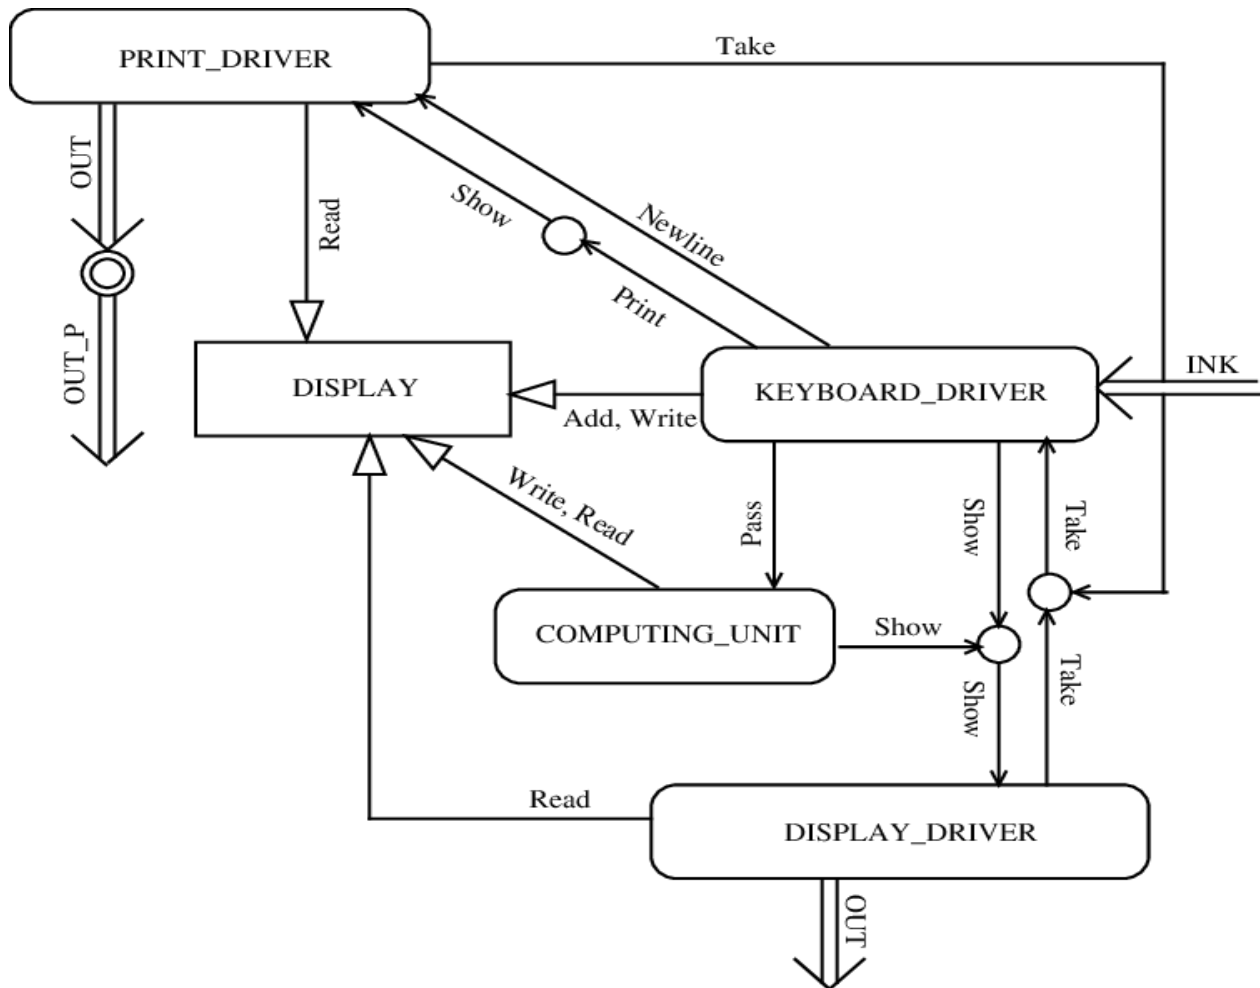 PRINT_DRIVER
Take
OUT
Read
Show
Newline
Print
OUT_P
DISPLAY
Add, Write
KEYBOARD_DRIVER
INK
Write, Read
Pass
Show
Take
COMPUTING_UNIT
Show
Show
Take
Read
DISPLAY_DRIVER
OUT